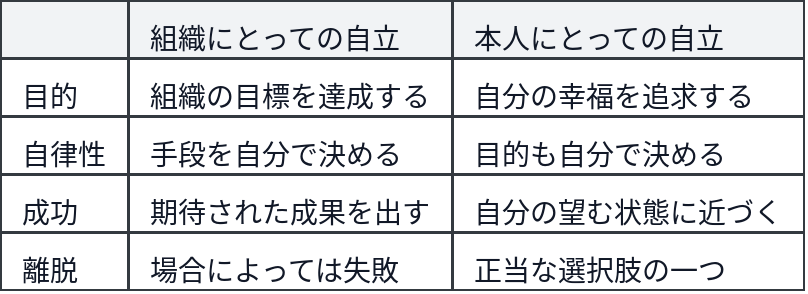 組織にとっての自立 本人にとっての自立
目的 組織の目標を達成する 自分の幸福を追求する
自律性 手段を自分で決める 目的も自分で決める
成功 期待された成果を出す 自分の望む状態に近づく
離脱 場合によっては失敗 正当な選択肢の一つ